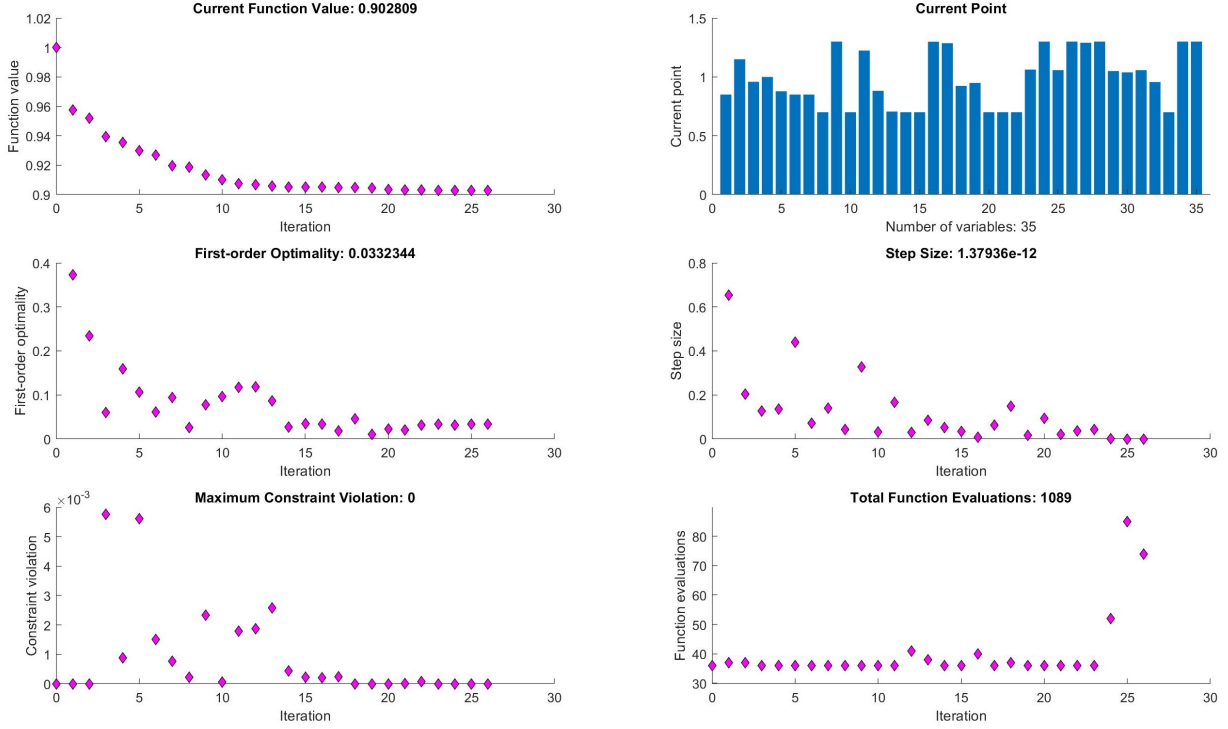 Current Function Value: 0.902809
1.02
1
0.98
0.96
0.94
0.92
0.9
Function value
0 5 10 15 20 25 30
Iteration
Current Point
1.5
1
0.5
0
Current point
0 5 10 15 20 25 30 35
Number of variables: 35
First-order Optimality: 0.0332344
0.4
0.3
0.2
0.1
0
First-order optimality
0 5 10 15 20 25 30
Iteration
Step Size: 1.37936e-12
0.8
0.6
0.4
0.2
0
Step size
0 5 10 15 20 25 30
Iteration
Maximum Constraint Violation: 0
×10-3
6
5
4
3
2
1
0
Constraint violation
0 5 10 15 20 25 30
Iteration
Total Function Evaluations: 1089
80
70
60
50
40
30
Function evaluations
0 5 10 15 20 25 30
Iteration